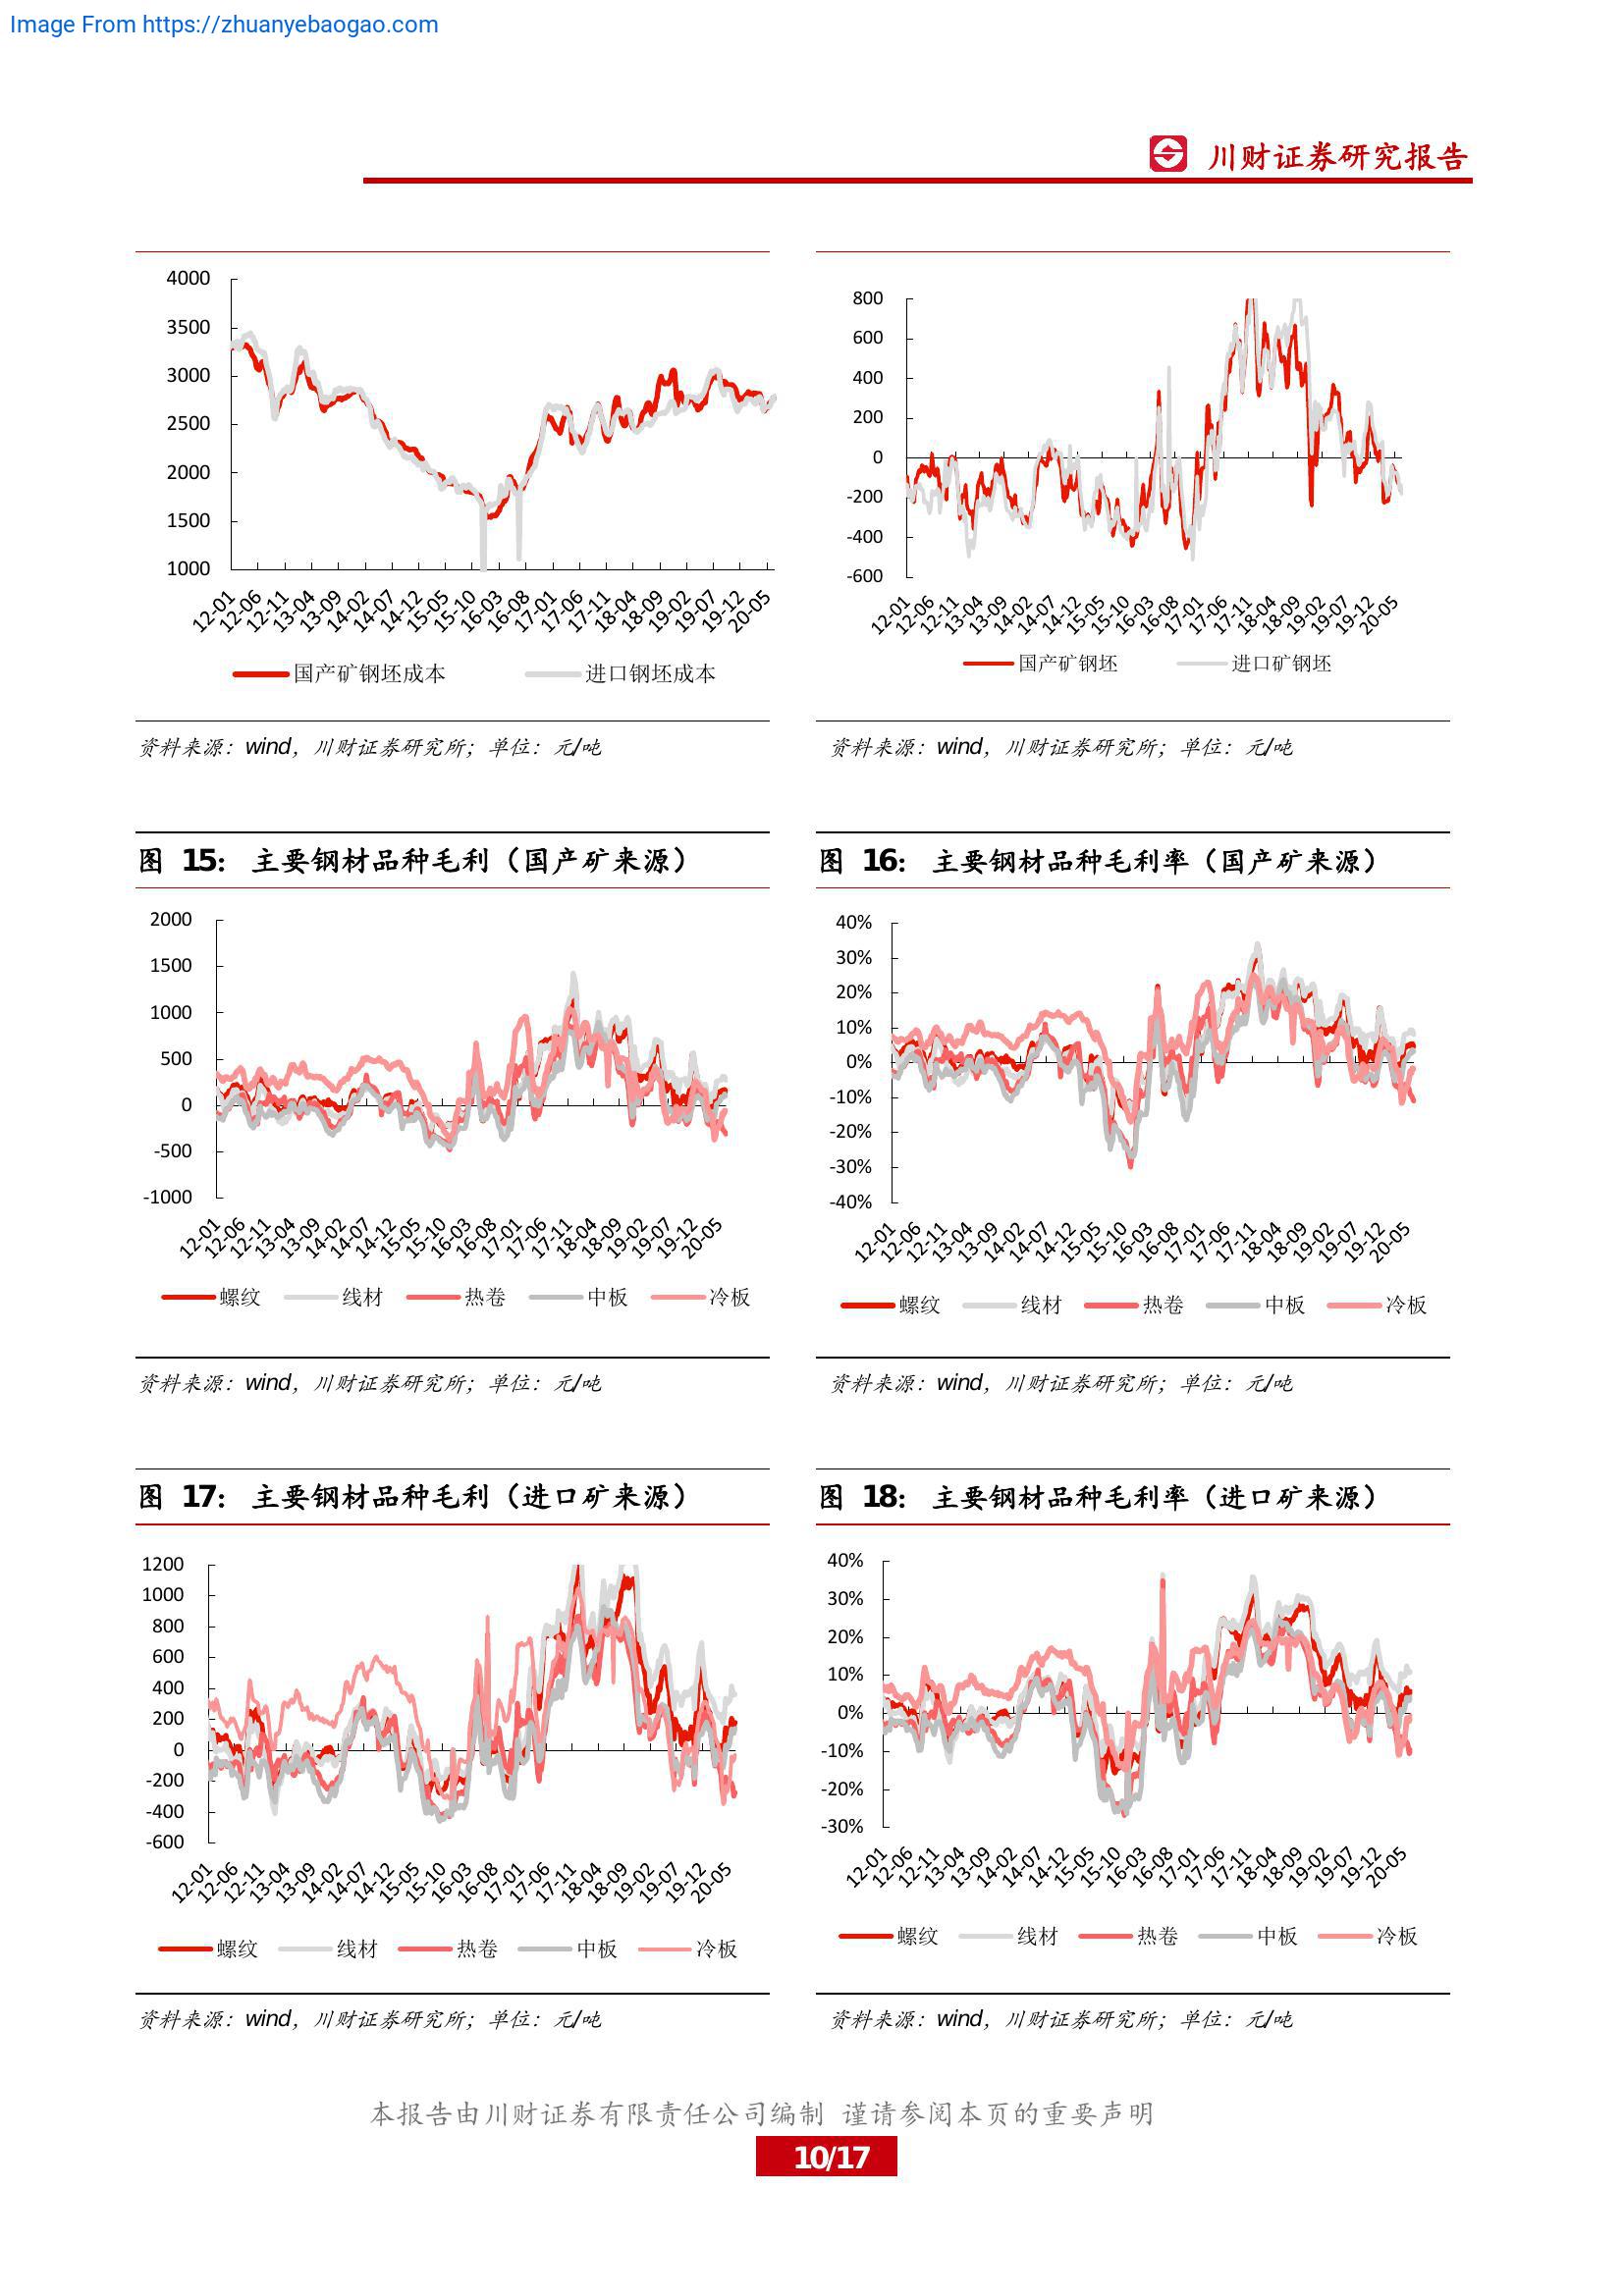 Image From https://zhuanyebaogao.com
川财证券研究报告
4000
3500
3000
2500
2000
1500
1000
12-01 12-06 12-11 13-04 13-09 14-02 14-07 14-12 15-05 15-10 16-03 16-08 17-01 17-06 17-11 18-04 18-09 19-02 19-07 19-12 20-05
国产矿钢坯成本 进口钢坯成本
资料来源：wind，川财证券研究所；单位：元/吨
800
600
400
200
0
-200
-400
-600
12-01 12-06 12-11 13-04 13-09 14-02 14-07 14-12 15-05 15-10 16-03 16-08 17-01 17-06 17-11 18-04 18-09 19-02 19-07 19-12 20-05
国产矿钢坯 进口矿钢坯
资料来源：wind，川财证券研究所；单位：元/吨
图 15： 主要钢材品种毛利（国产矿来源）
2000
1500
1000
500
0
-500
-1000
12-01 12-06 12-11 13-04 13-09 14-02 14-07 14-12 15-05 15-10 16-03 16-08 17-01 17-06 17-11 18-04 18-09 19-02 19-07 19-12 20-05
螺纹 线材 热卷 中板 冷板
资料来源：wind，川财证券研究所；单位：元/吨
图 16： 主要钢材品种毛利率（国产矿来源）
40%
30%
20%
10%
0%
-10%
-20%
-30%
-40%
12-01 12-06 12-11 13-04 13-09 14-02 14-07 14-12 15-05 15-10 16-03 16-08 17-01 17-06 17-11 18-04 18-09 19-02 19-07 19-12 20-05
螺纹 线材 热卷 中板 冷板
资料来源：wind，川财证券研究所；单位：元/吨
图 17： 主要钢材品种毛利（进口矿来源）
1200
1000
800
600
400
200
0
-200
-400
-600
12-01 12-06 12-11 13-04 13-09 14-02 14-07 14-12 15-05 15-10 16-03 16-08 17-01 17-06 17-11 18-04 18-09 19-02 19-07 19-12 20-05
螺纹 线材 热卷 中板 冷板
资料来源：wind，川财证券研究所；单位：元/吨
图 18： 主要钢材品种毛利率（进口矿来源）
40%
30%
20%
10%
0%
-10%
-20%
-30%
12-01 12-06 12-11 13-04 13-09 14-02 14-07 14-12 15-05 15-10 16-03 16-08 17-01 17-06 17-11 18-04 18-09 19-02 19-07 19-12 20-05
螺纹 线材 热卷 中板 冷板
资料来源：wind，川财证券研究所；单位：元/吨
本报告由川财证券有限责任公司编制 谨请参阅本页的重要声明
10/17